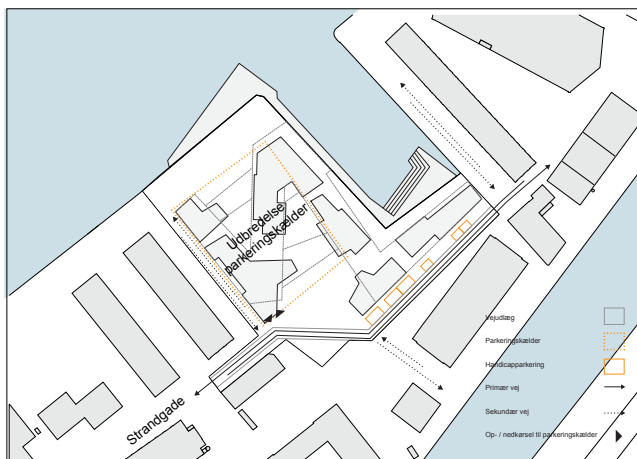 Udbredelse
parkeringskælder
Strandgade
Vejudlæg
Parkeringskælder
Handicapparkering
Primær vej
Sekundær vej
Op- / nedkørsel til parkeringskælder